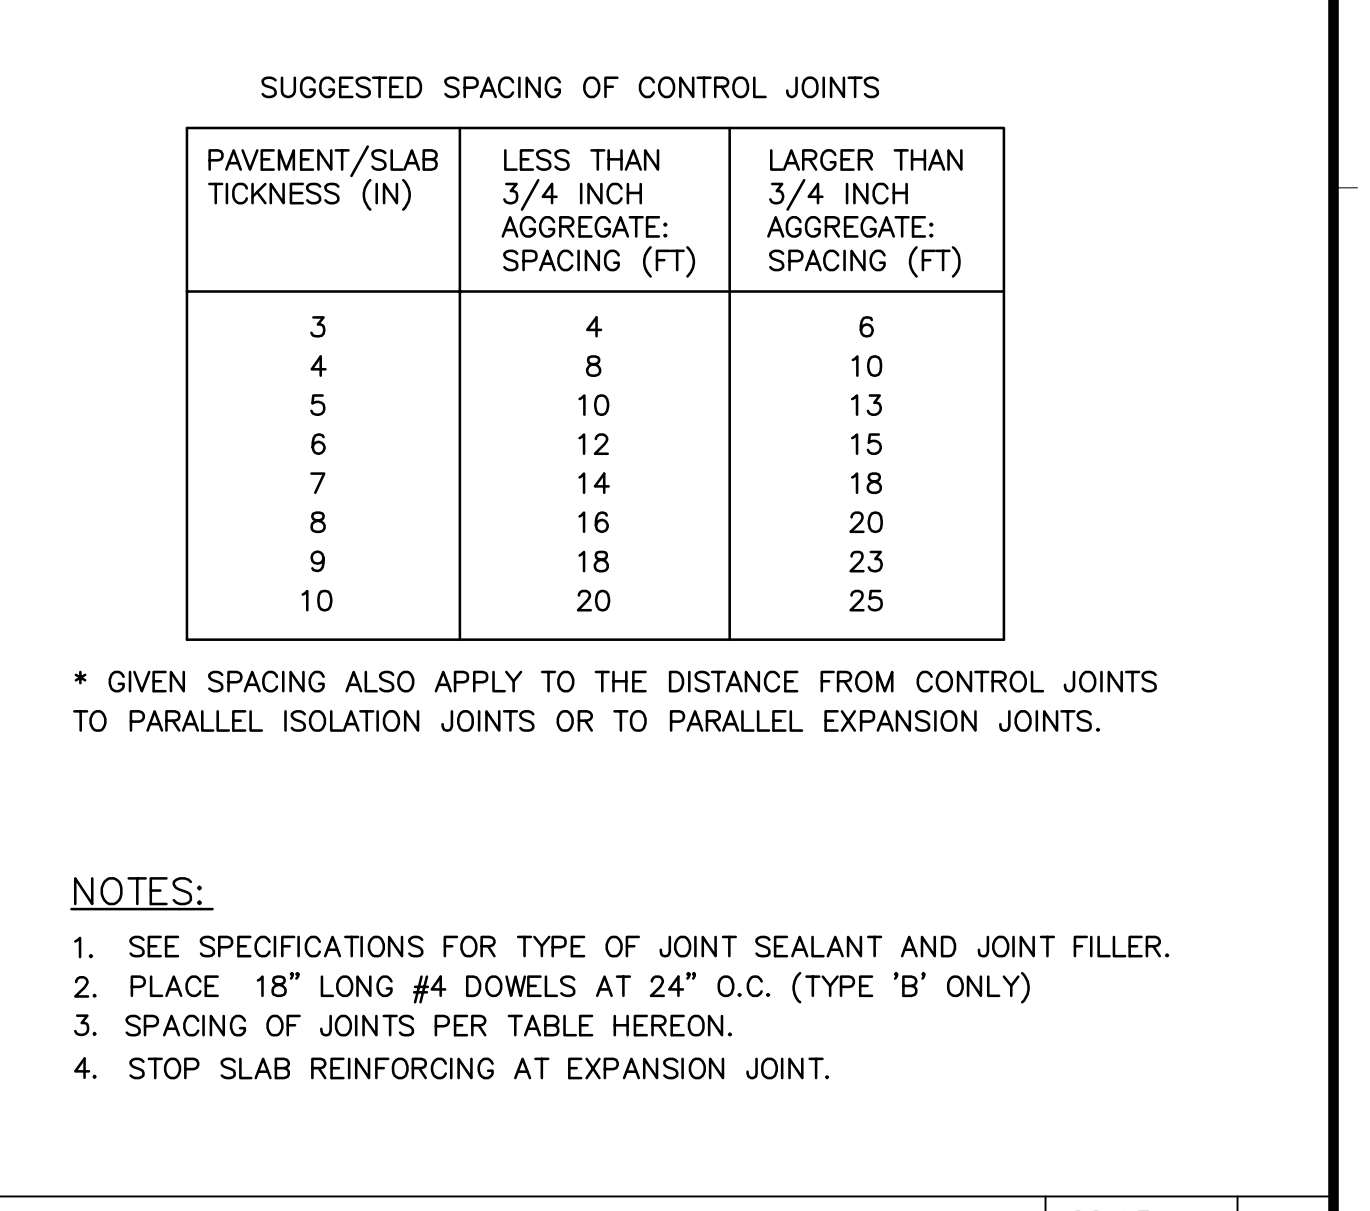 SUGGESTED SPACING OF CONTROL JOINTS
PAVEMENT/SLAB
TICKNESS (IN)
LESS THAN
3/4 INCH
AGGREGATE:
SPACING (FT)
LARGER THAN
3/4 INCH
AGGREGATE:
SPACING (FT)
3 4 6
4 8 10
5 10 13
6 12 15
7 14 18
8 16 20
9 18 23
10 20 25
* GIVEN SPACING ALSO APPLY TO THE DISTANCE FROM CONTROL JOINTS
TO PARALLEL ISOLATION JOINTS OR TO PARALLEL EXPANSION JOINTS.
NOTES:
1. SEE SPECIFICATIONS FOR TYPE OF JOINT SEALANT AND JOINT FILLER.
2. PLACE 18” LONG #4 DOWELS AT 24” O.C. (TYPE ’B’ ONLY)
3. SPACING OF JOINTS PER TABLE HEREON.
4. STOP SLAB REINFORCING AT EXPANSION JOINT.